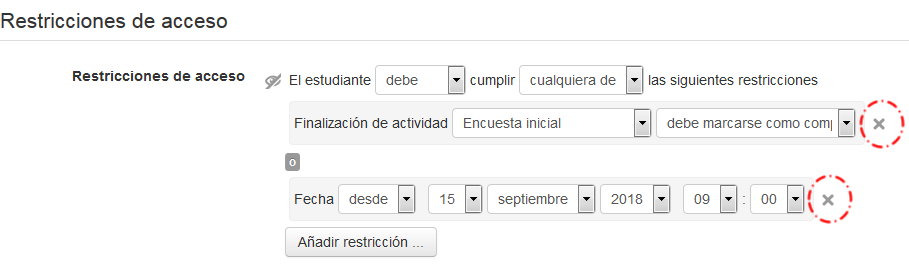 Restricciones de acceso
Restricciones de acceso El estudiante debe cumplir cualquiera de las siguientes restricciones
Finalización de actividad Encuesta inicial debe marcarse como comp
o
Fecha desde 15 septiembre 2018 09 : 00
Añadir restricción ...